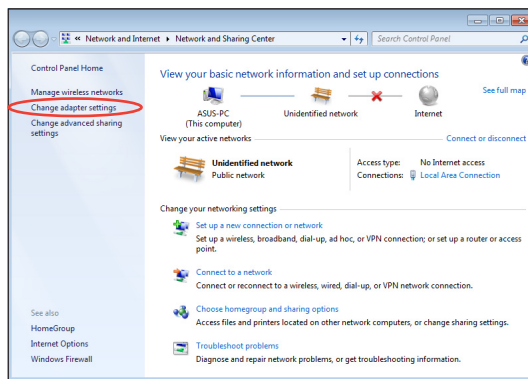 « Network and Internet ▸ Network and Sharing Center
Search Control Panel
Control Panel Home
Manage wireless networks
Change adapter settings
Change advanced sharing
settings
See also
HomeGroup
Internet Options
Windows Firewall
View your basic network information and set up connections
See full map
ASUS-PC
(This computer)
Unidentified network
Internet
View your active networks
Connect or disconnect
Unidentified network
Public network
Access type: No Internet access
Connections: Local Area Connection
Change your networking settings
Set up a new connection or network
Set up a wireless, broadband, dial-up, ad hoc, or VPN connection; or set up a router or access
point.
Connect to a network
Connect or reconnect to a wireless, wired, dial-up, or VPN network connection.
Choose homegroup and sharing options
Access files and printers located on other network computers, or change sharing settings.
Troubleshoot problems
Diagnose and repair network problems, or get troubleshooting information.